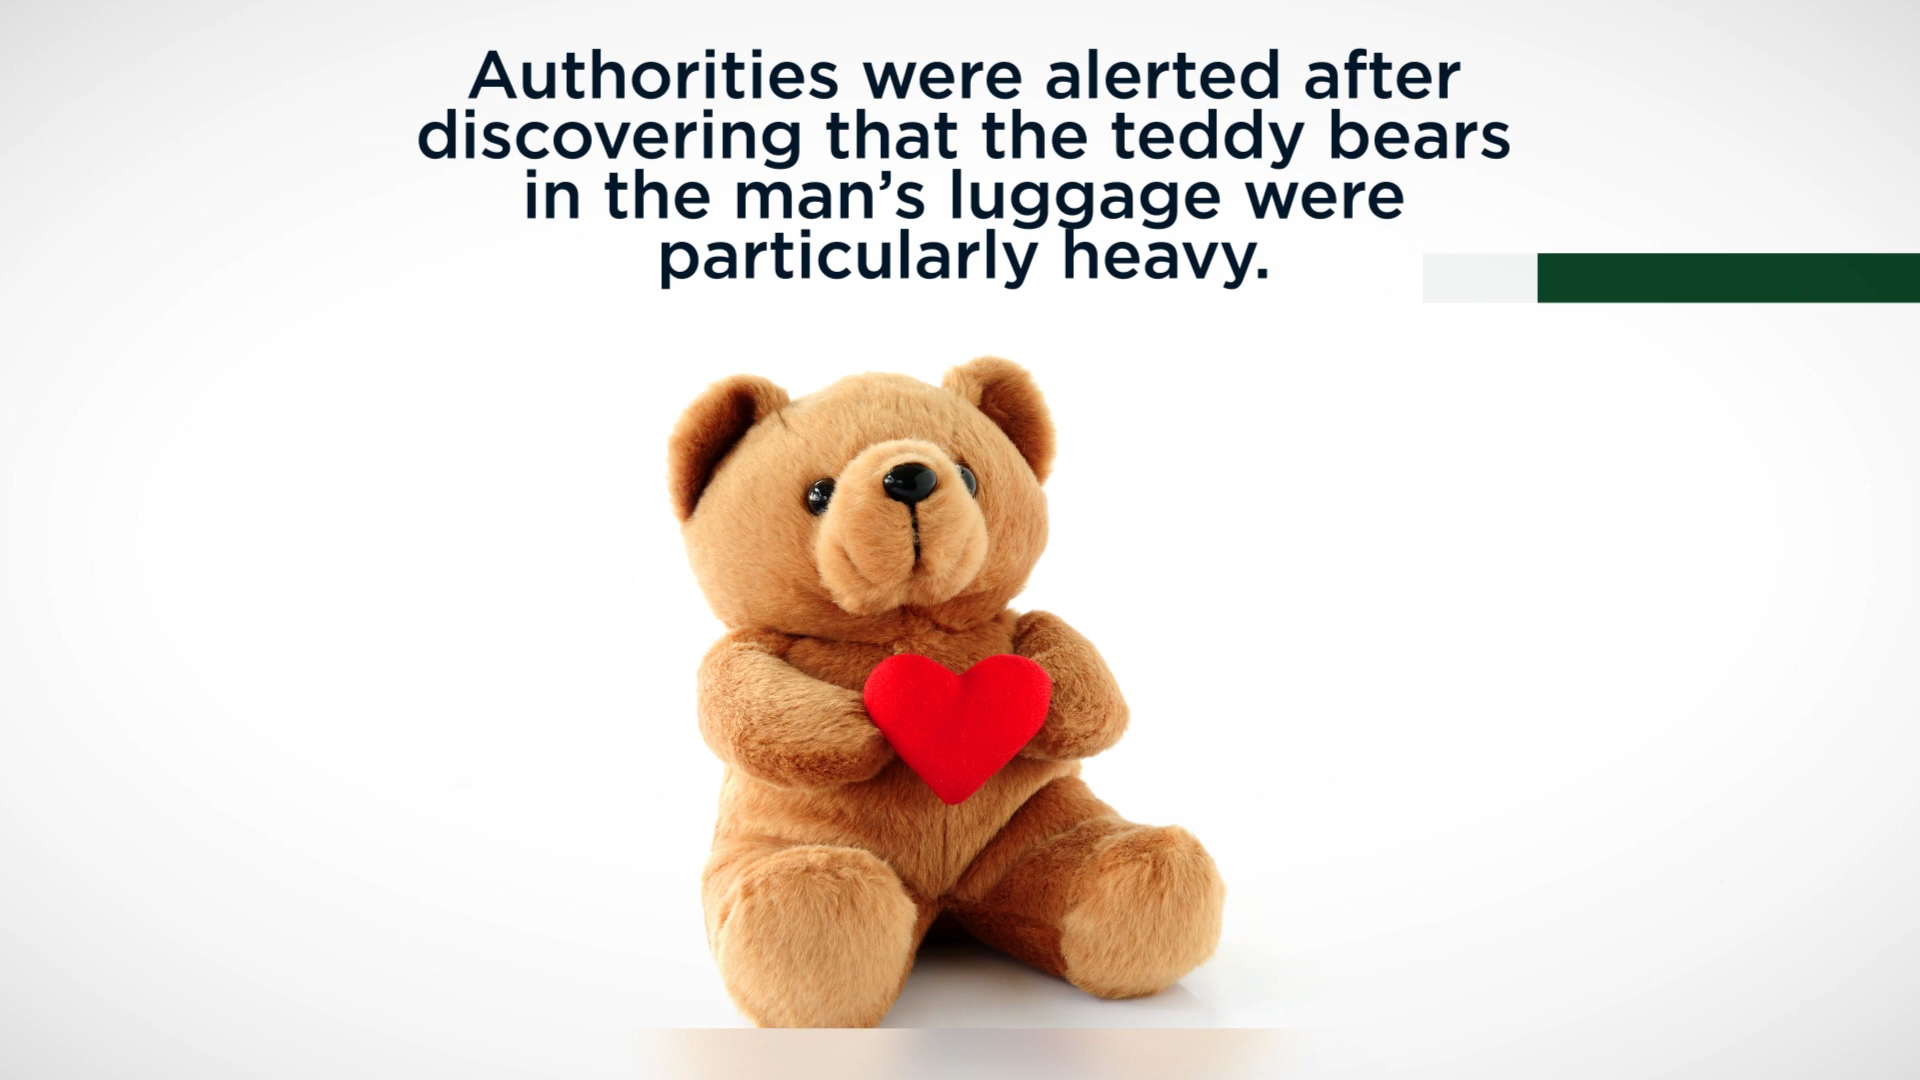 Authorities were alerted after
discovering that the teddy bears
in the man’s luggage were
particularly heavy.